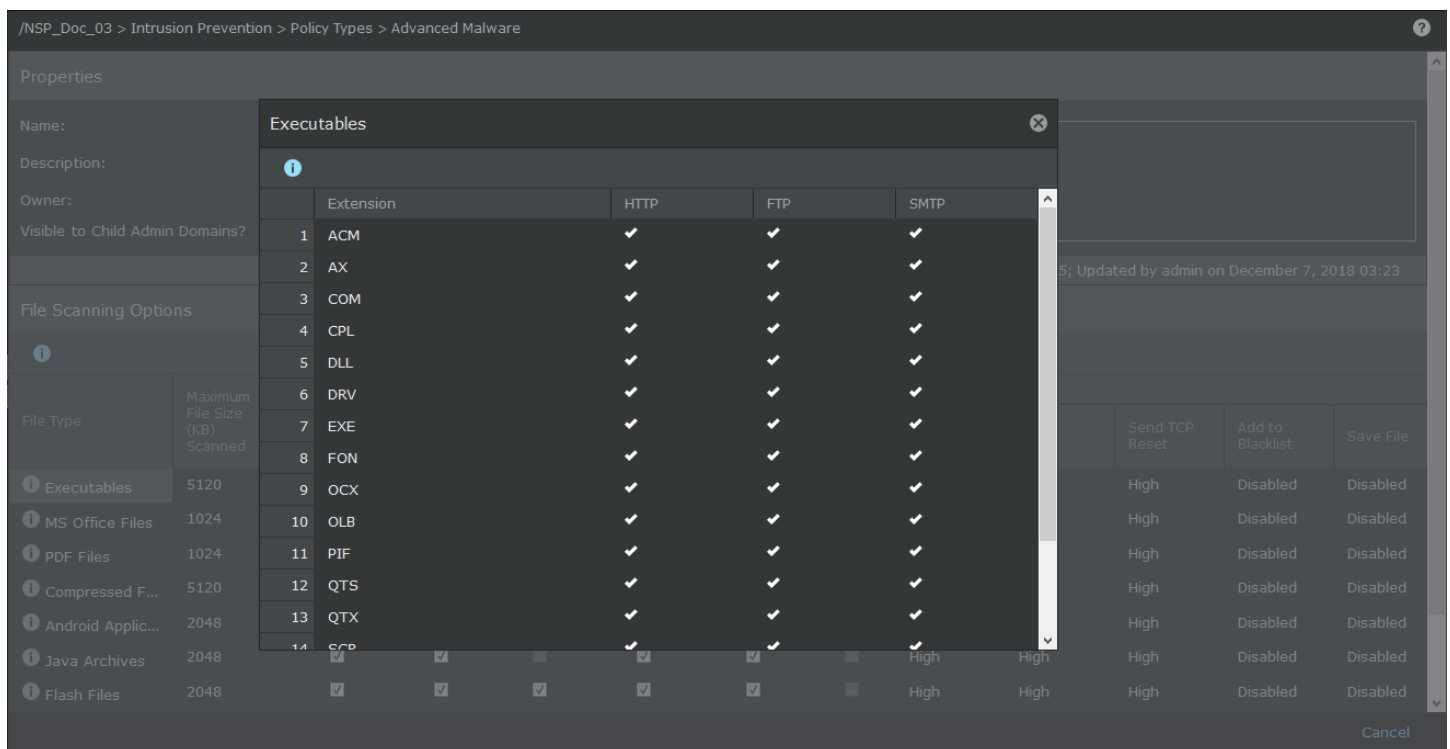 /NSP_Doc_03 > Intrusion Prevention > Policy Types > Advanced Malware
Properties
Name:
Description:
Owner:
Visible to Child Admin Domains?
5; Updated by admin on December 7, 2018 03:23
File Scanning Options
Executables
Extension HTTP FTP SMTP
1 ACM
2 AX
3 COM
4 CPL
5 DLL
6 DRV
7 EXE
8 FON
9 OCX
10 OLB
11 PIF
12 QTS
13 QTX
14 SCR
File Type
Maximum
File Size
(KB)
Scanned
Send TCP
Reset
Add to
Blacklist
Save File
Executables 5120 High Disabled Disabled
MS Office Files 1024 High Disabled Disabled
PDF Files 1024 High Disabled Disabled
Compressed F... 5120 High Disabled Disabled
Android Applic... 2048 High Disabled Disabled
Java Archives 2048 High High High Disabled Disabled
Flash Files 2048 High High High Disabled Disabled
Cancel